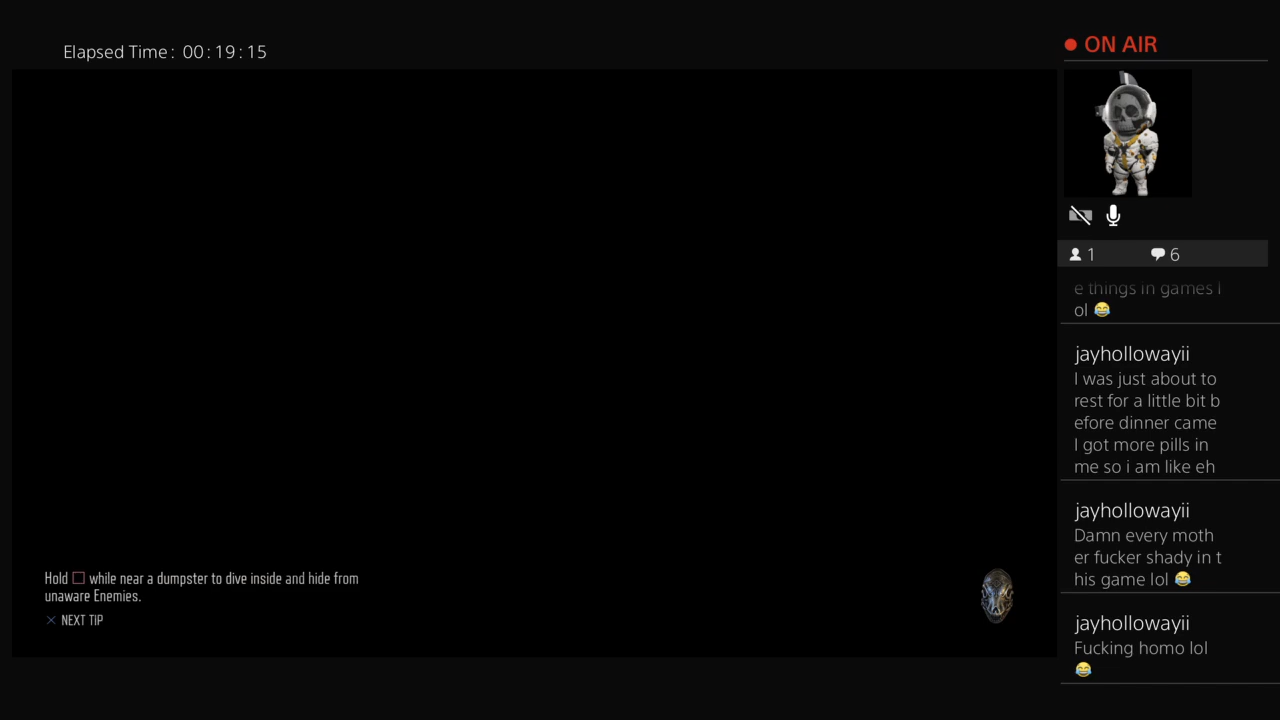 Elapsed Time: 00:19:15
ON AIR
1 6
e things in games l
ol 😂
jayhollowayii
I was just about to
rest for a little bit b
efore dinner came
I got more pills in
me so i am like eh
jayhollowayii
Damn every moth
er fucker shady in t
his game lol 😂
jayhollowayii
Fucking homo lol
😂
Hold □ while near a dumpster to dive inside and hide from
unaware Enemies.
✕ NEXT TIP